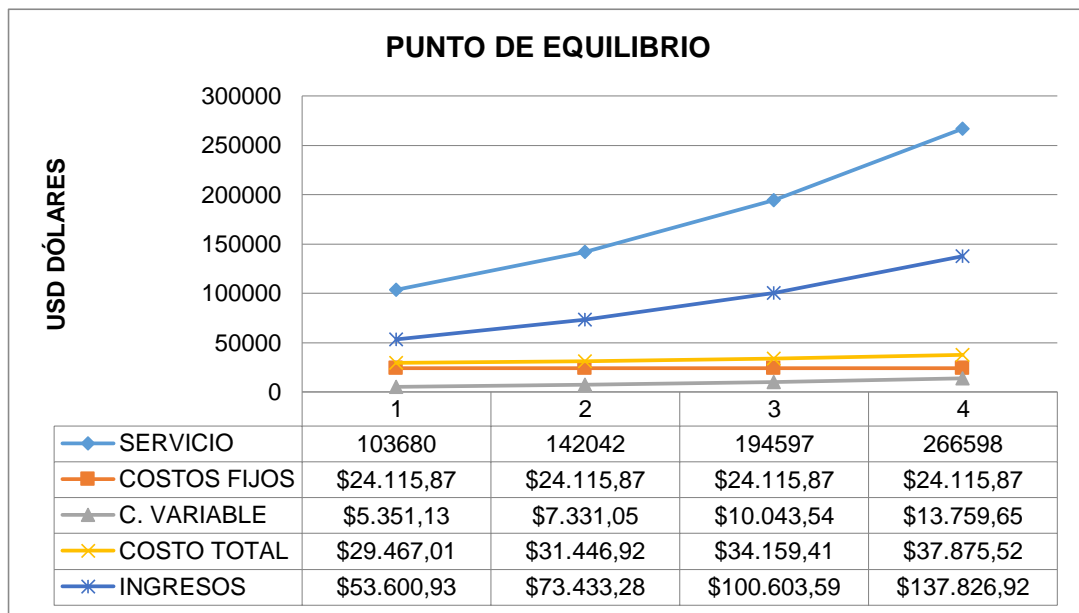 PUNTO DE EQUILIBRIO
USD DÓLARES
300000
250000
200000
150000
100000
50000
0
1 2 3 4
SERVICIO 103680 142042 194597 266598
COSTOS FIJOS $24.115,87 $24.115,87 $24.115,87 $24.115,87
C. VARIABLE $5.351,13 $7.331,05 $10.043,54 $13.759,65
COSTO TOTAL $29.467,01 $31.446,92 $34.159,41 $37.875,52
INGRESOS $53.600,93 $73.433,28 $100.603,59 $137.826,92